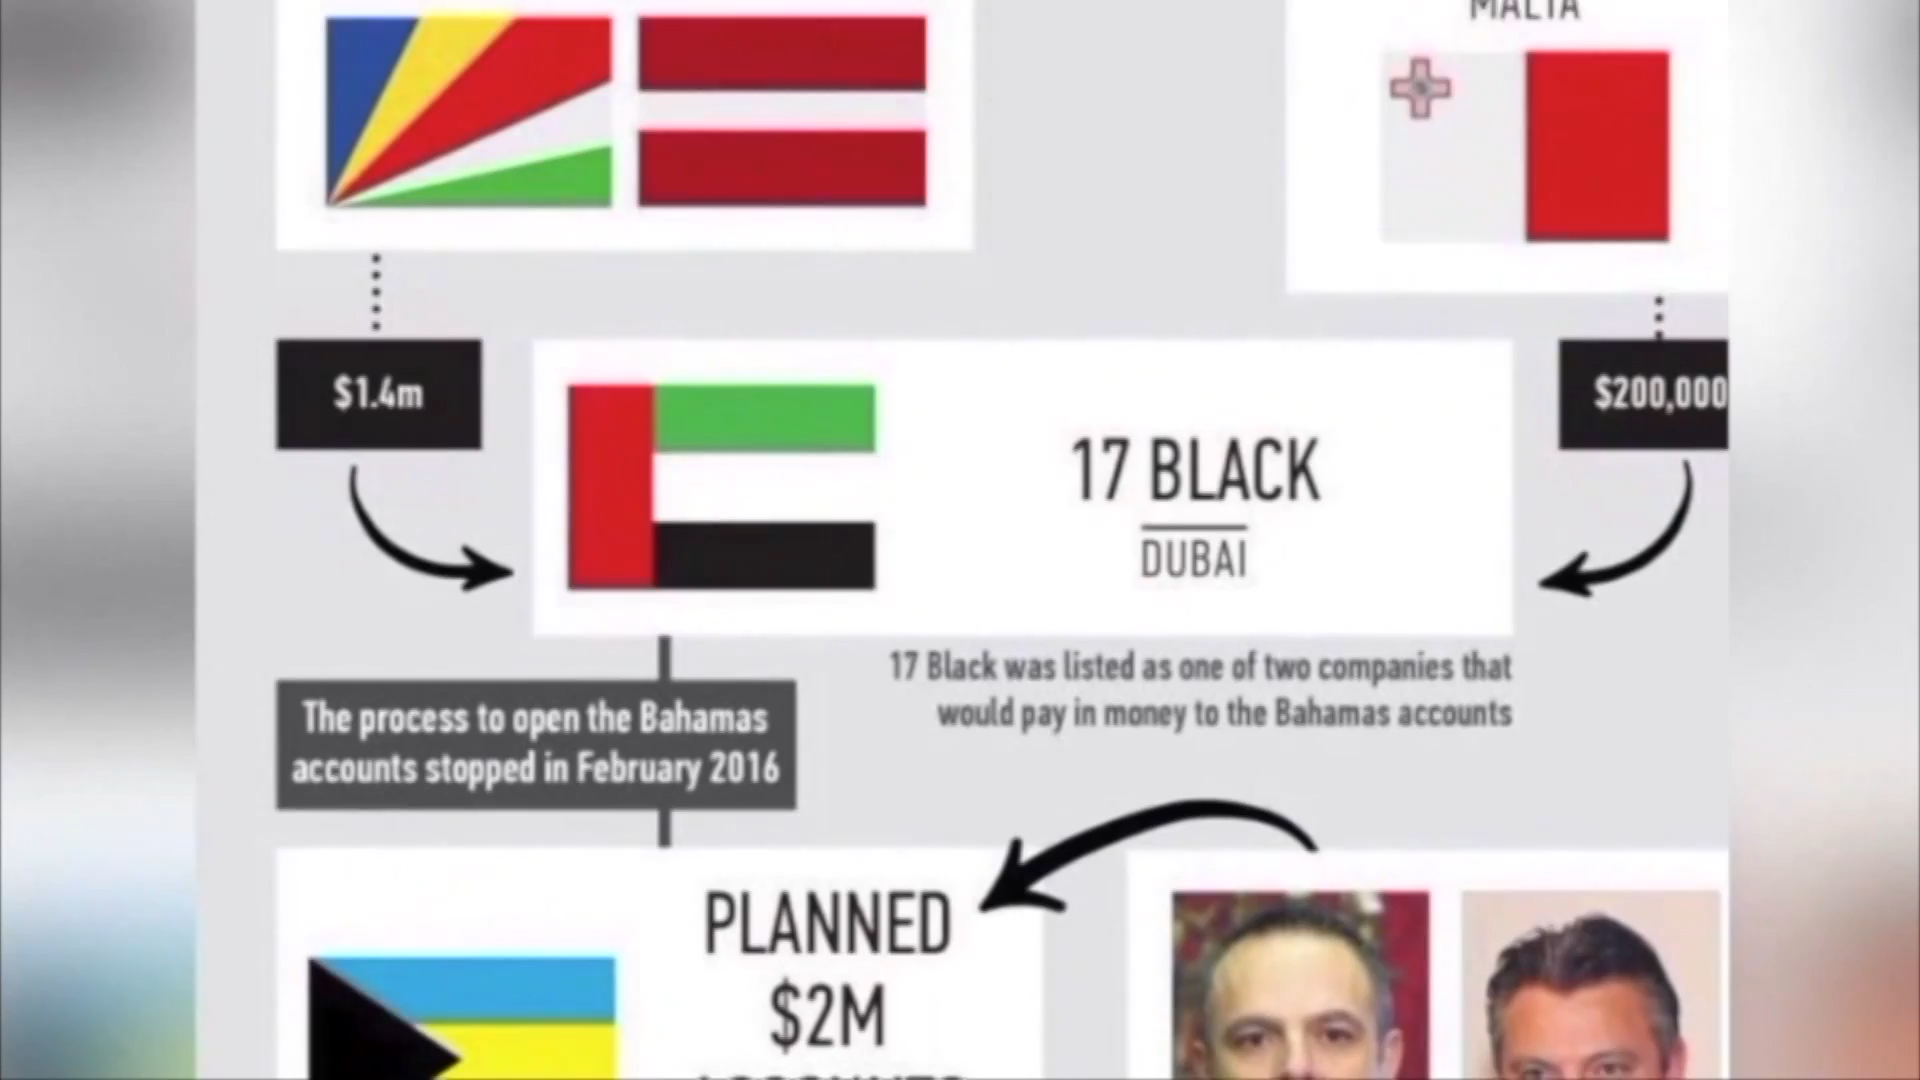 MALTA
$1.4m
$200,000
17 BLACK
DUBAI
17 Black was listed as one of two companies that
would pay in money to the Bahamas accounts
The process to open the Bahamas
accounts stopped in February 2016
PLANNED
$2M
ACCOUNTS